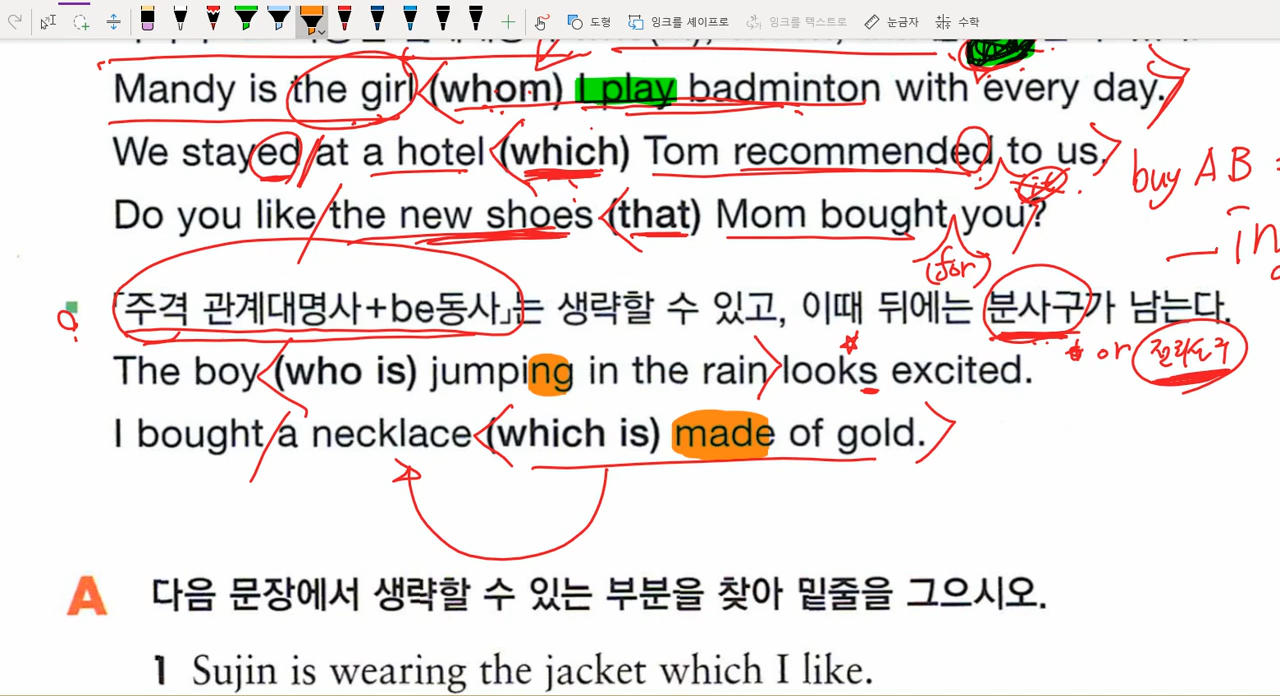 도형 잉크를 셰이프로 잉크를 텍스트로 눈금자 수학
Mandy is the girl (whom) I play badminton with every day.
We stayed at a hotel (which) Tom recommended to us.
buy A B
Do you like the new shoes (that) Mom bought you?
in
(for)
「주격 관계대명사+be동사」는 생략할 수 있고, 이때 뒤에는 분사구가 남는다.
or 전치사구
The boy (who is) jumping in the rain looks excited.
I bought a necklace (which is) made of gold.
A 다음 문장에서 생략할 수 있는 부분을 찾아 밑줄을 그으시오.
1 Sujin is wearing the jacket which I like.